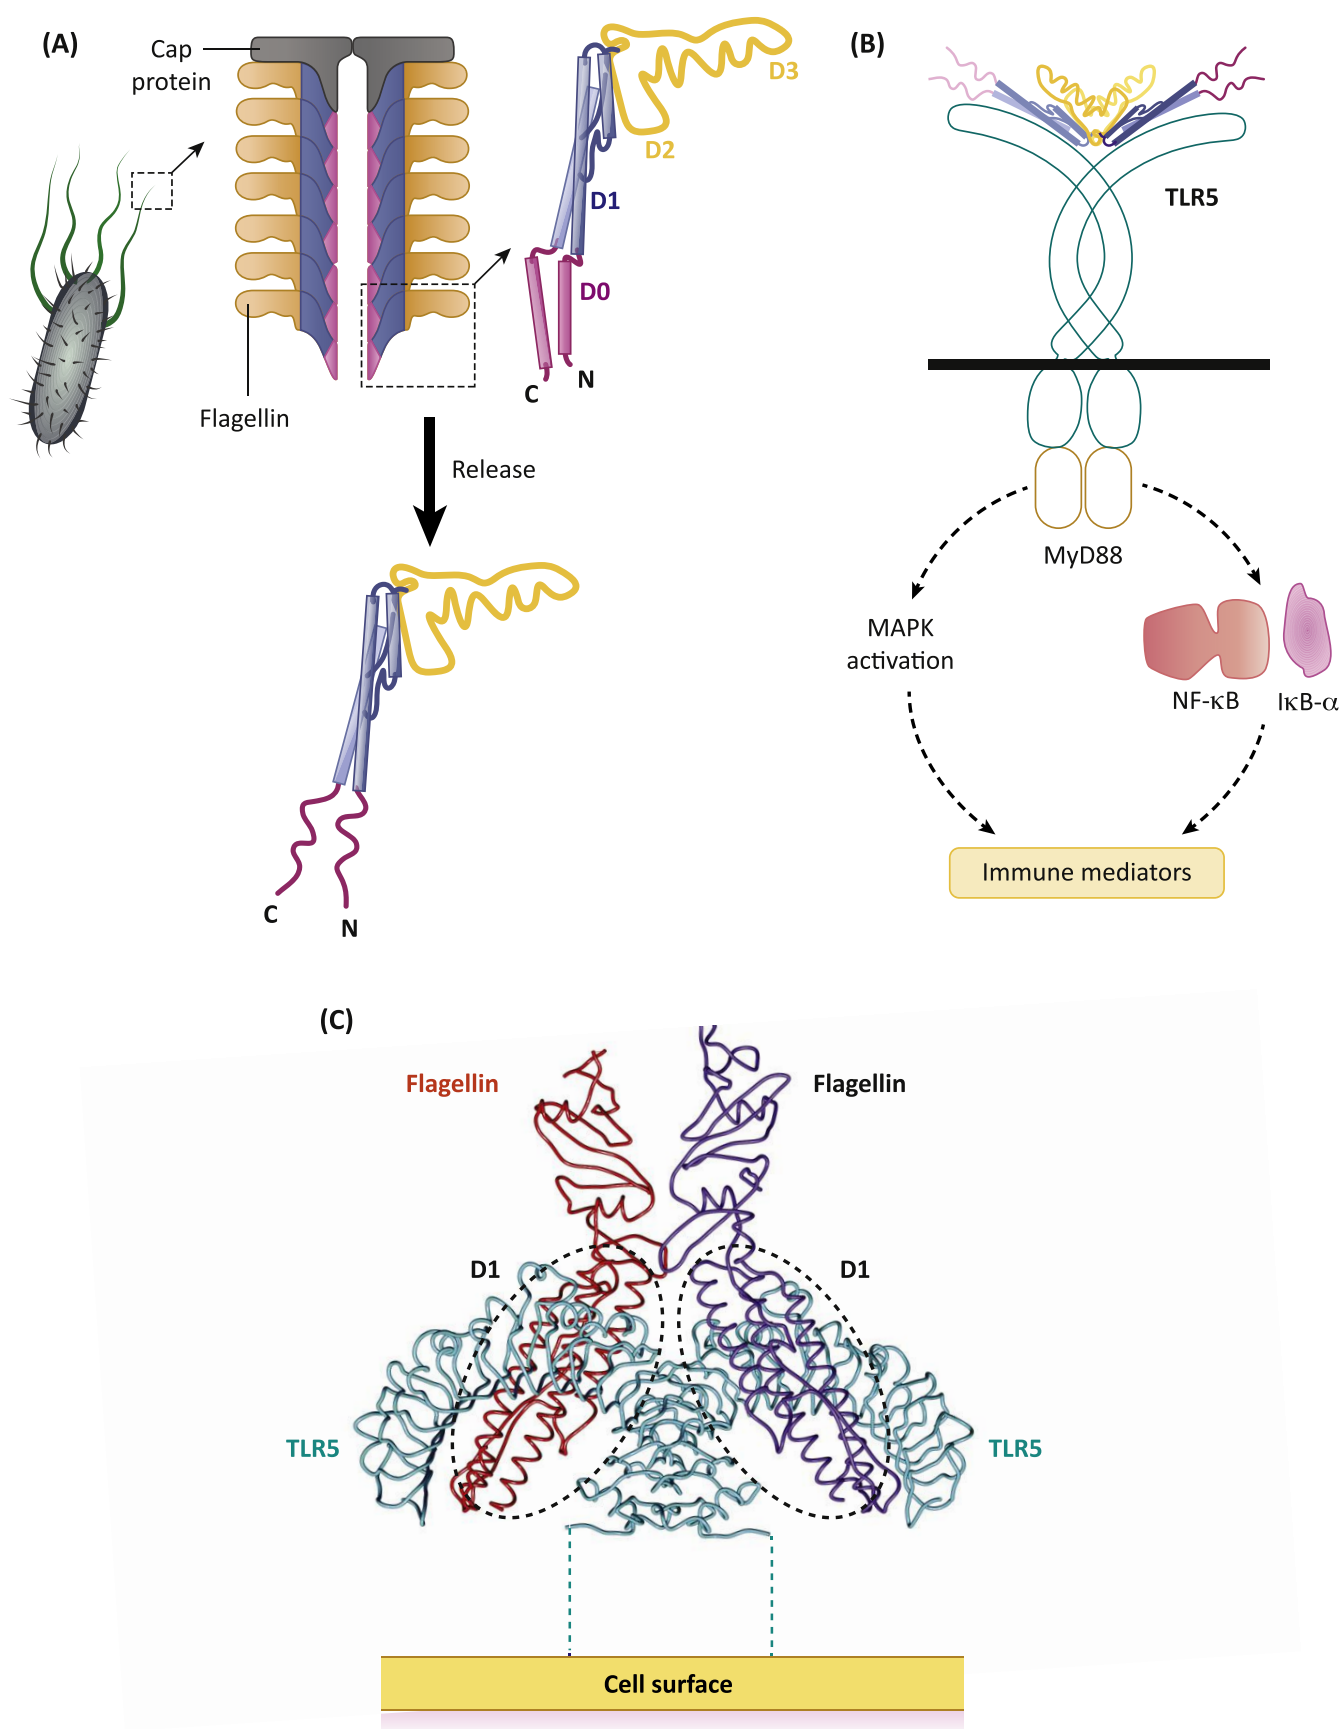 (A)
Cap
protein
D3
D2
D1
D0
C
N
Flagellin
Release
C
N
(B)
TLR5
MyD88
MAPK
activation
NF-κB
IκB-α
Immune mediators
(C)
Flagellin
Flagellin
D1
D1
TLR5
TLR5
Cell surface